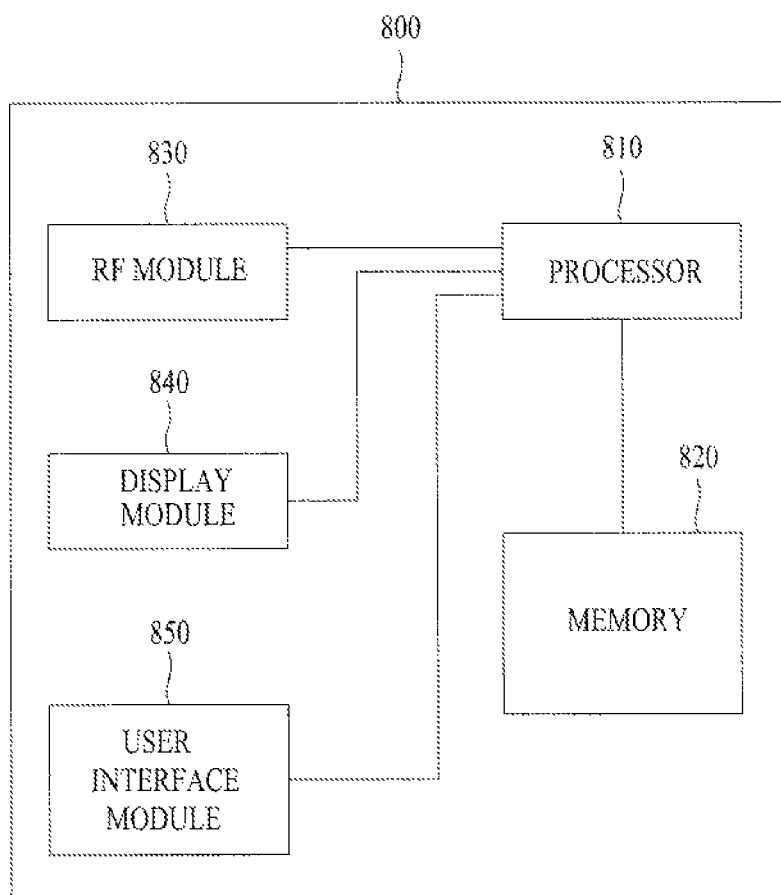 800
830
810
RF MODULE
PROCESSOR
840
DISPLAY
MODULE
820
MEMORY
850
USER
INTERFACE
MODULE